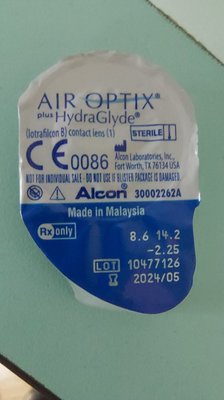 AIR OPTIX®
plus HydraGlyde®
(lotrafilcon B) contact lens (1)
STERILE
CE 0086
Alcon Laboratories, Inc.,
Fort Worth, TX 76134 USA
NOT FOR INDIVIDUAL SALE - DO NOT USE IF BLISTER PACKAGE IS DAMAGED.
Alcon® 30002262A
Made in Malaysia
Rx only
8.6 14.2
-2.25
LOT 10477126
2024/05